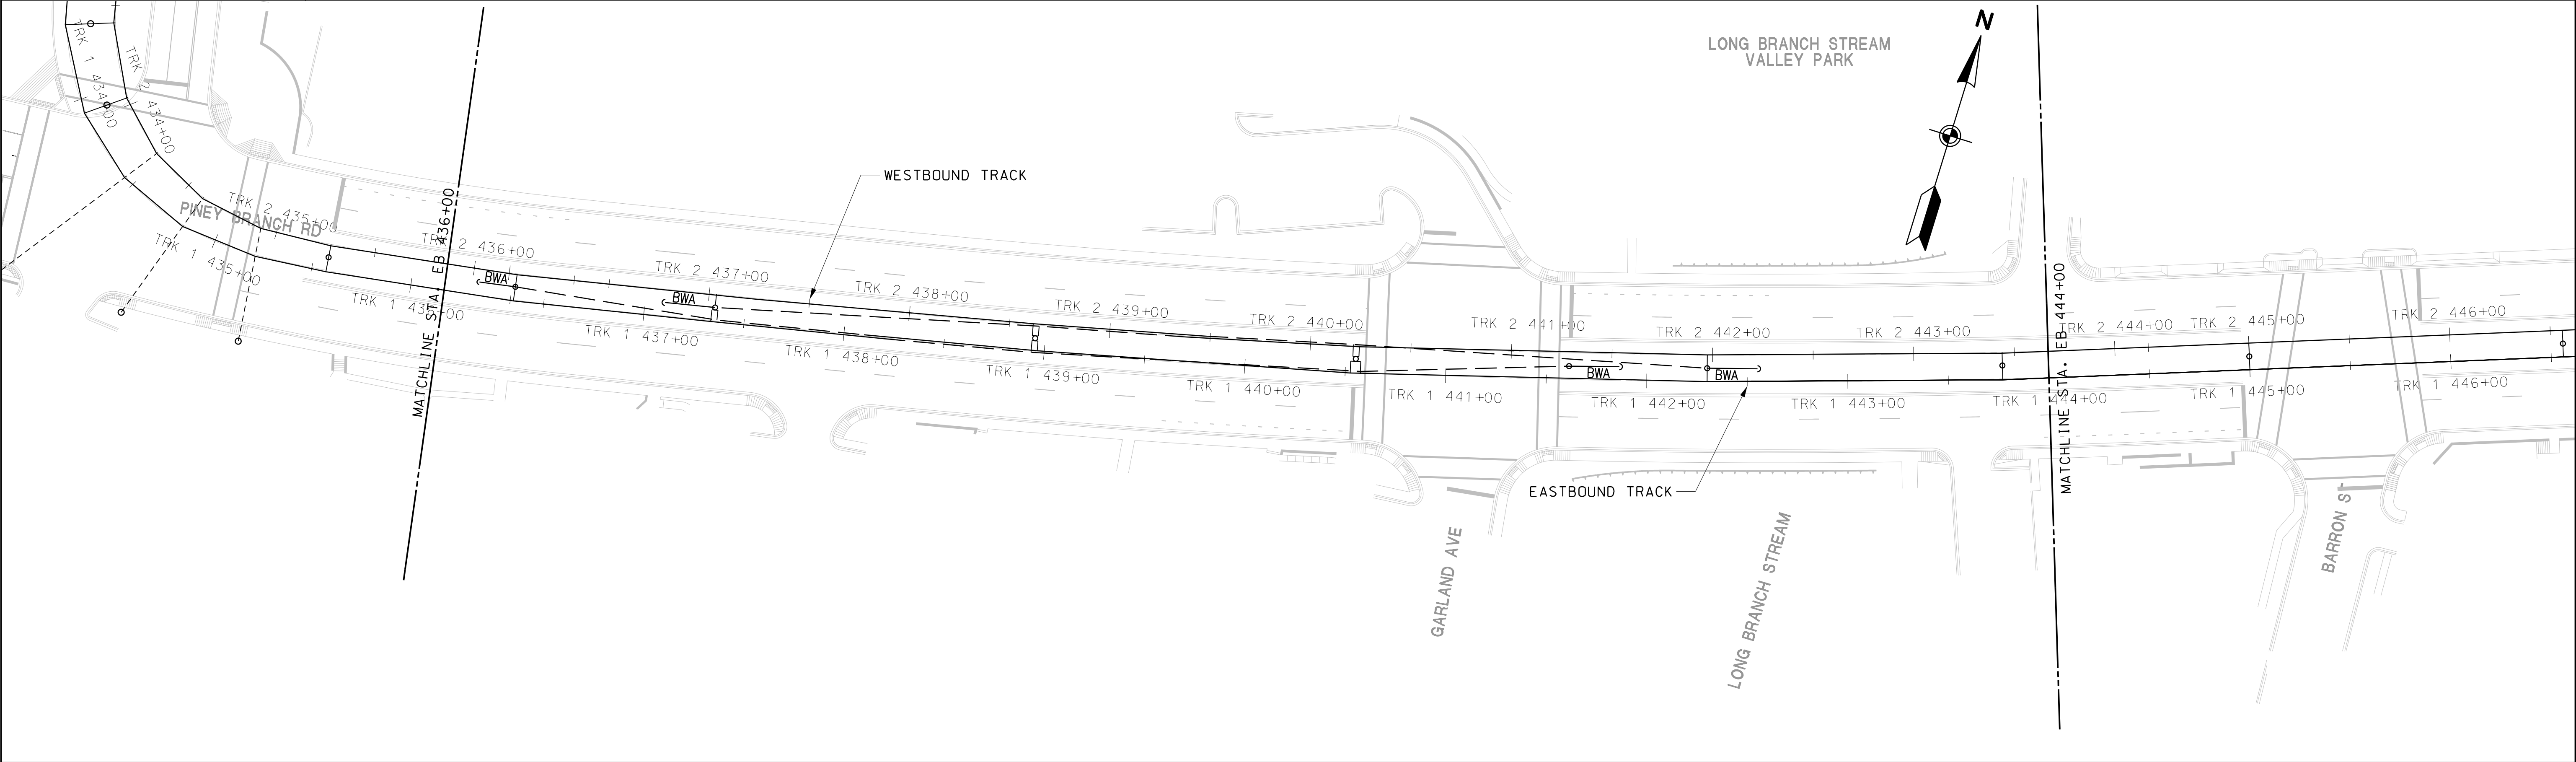 N
LONG BRANCH STREAM
VALLEY PARK
TRK 1 434+00
TRK 2 434+00
WESTBOUND TRACK
PINEY BRANCH RD
TRK 2 435+00
TRK 1 435+00
MATCHLINE STA. EB 436+00
TRK 2 436+00
TRK 2 437+00
TRK 2 438+00
TRK 2 439+00
TRK 2 440+00
TRK 2 441+00
TRK 2 442+00
TRK 2 443+00
TRK 2 444+00
TRK 2 445+00
TRK 2 446+00
BWA
BWA
BWA
BWA
TRK 1 436+00
TRK 1 437+00
TRK 1 438+00
TRK 1 439+00
TRK 1 440+00
TRK 1 441+00
TRK 1 442+00
TRK 1 443+00
TRK 1 444+00
TRK 1 445+00
TRK 1 446+00
MATCHLINE STA. EB 444+00
EASTBOUND TRACK
GARLAND AVE
LONG BRANCH STREAM
BARRON S